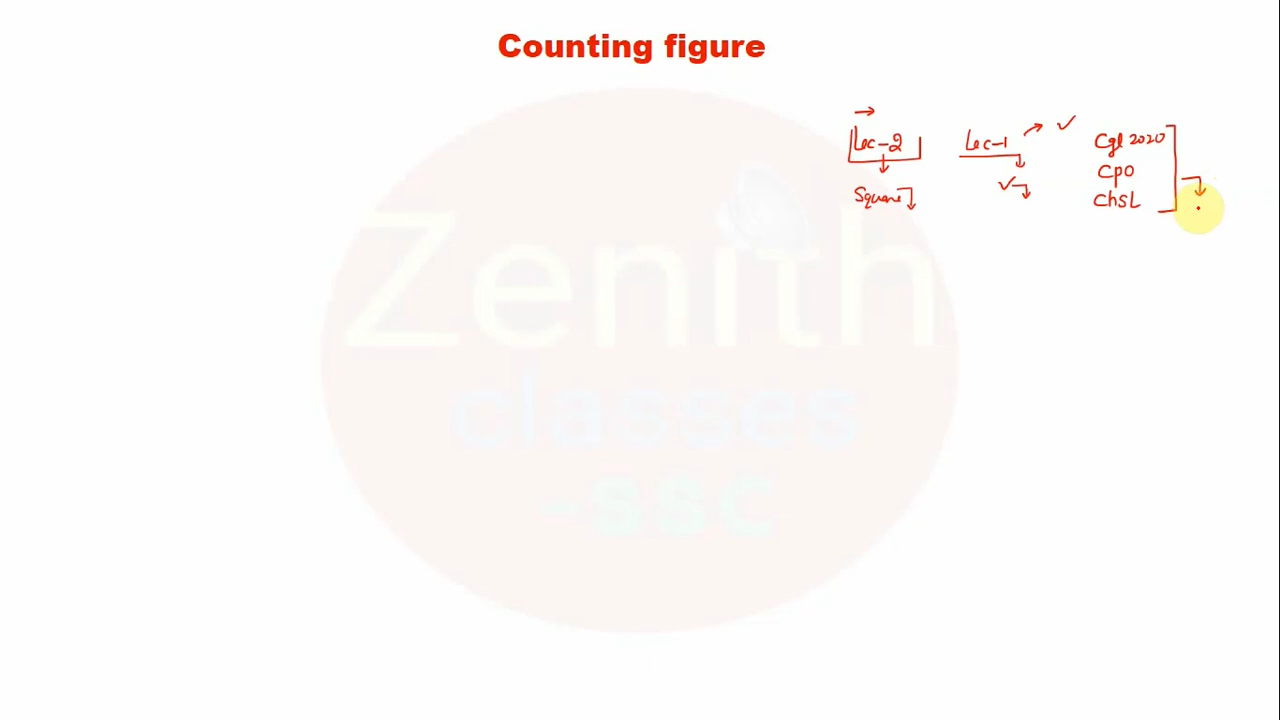 Counting figure
Lec-2 Lec-1 Cgl 2020
Square CPO
ChSL
Zenith
classes
-ssc